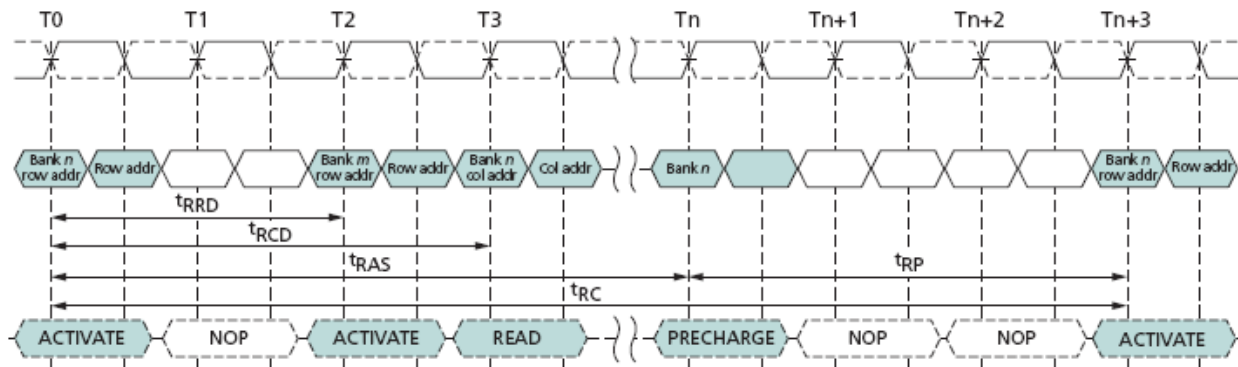 T0 T1 T2 T3 Tn Tn+1 Tn+2 Tn+3
Bank n row addr
Row addr
Bank m row addr
Row addr
Bank n col addr
Col addr
Bank n
Bank n row addr
Row addr
tRRD
tRCD
tRAS
tRP
tRC
ACTIVATE NOP ACTIVATE READ PRECHARGE NOP NOP ACTIVATE